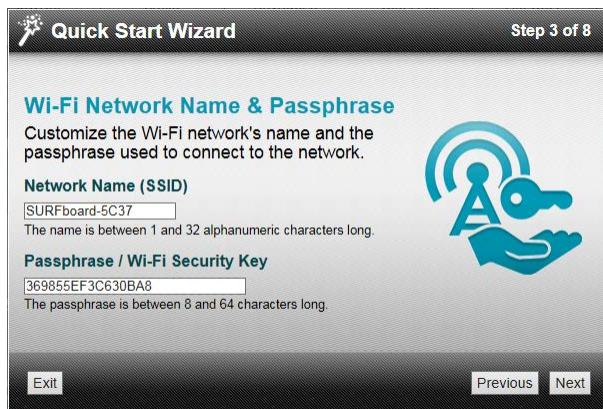 Quick Start Wizard
Step 3 of 8
Wi-Fi Network Name & Passphrase
Customize the Wi-Fi network's name and the
passphrase used to connect to the network.
Network Name (SSID)
SURFboard-5C37
The name is between 1 and 32 alphanumeric characters long.
Passphrase / Wi-Fi Security Key
369855EF3C630BA8
The passphrase is between 8 and 64 characters long.
Exit
Previous
Next